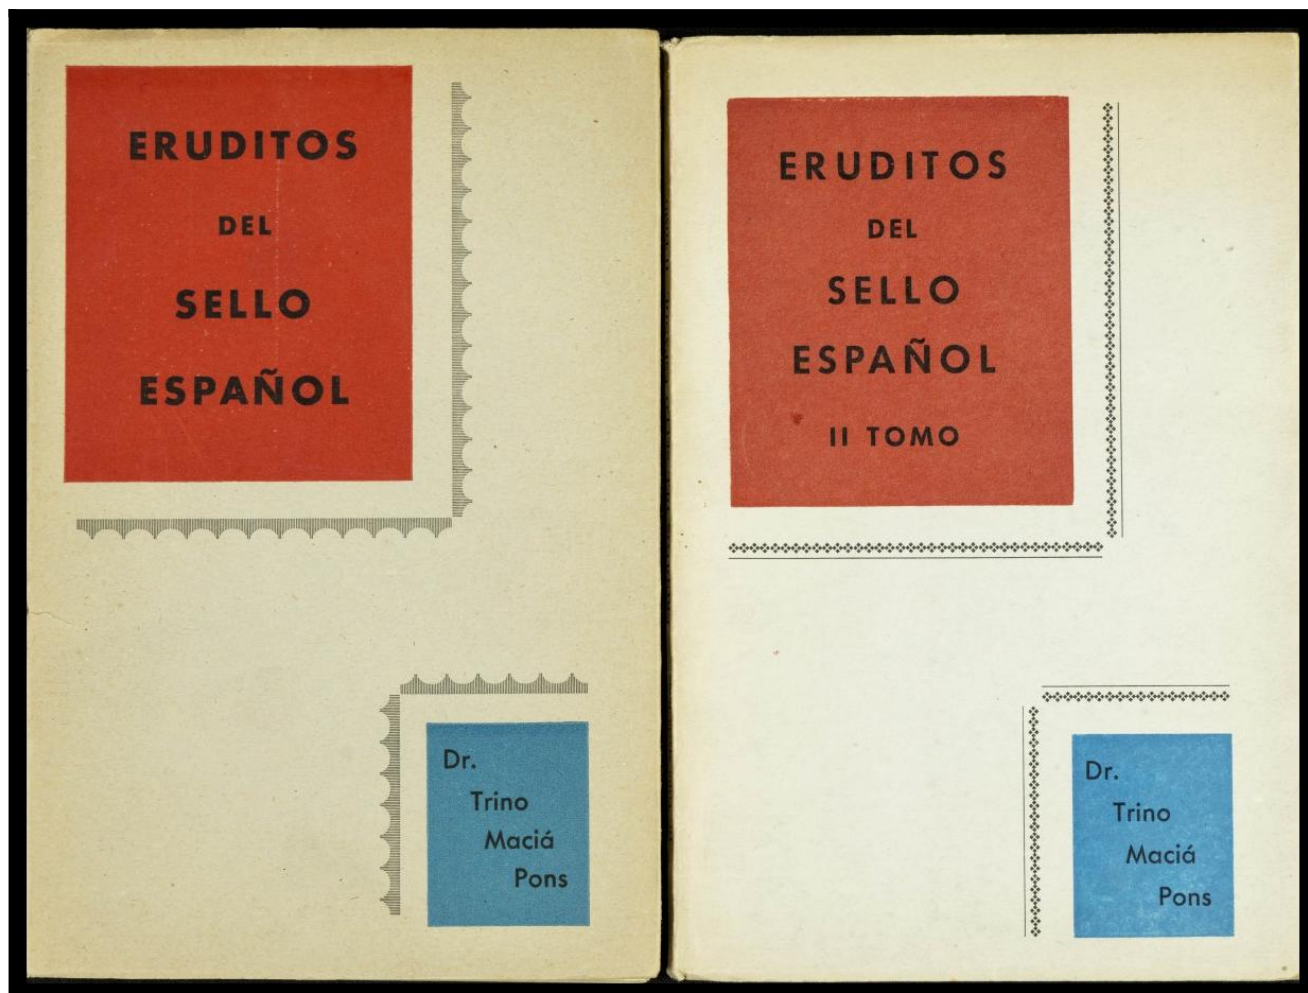 ERUDITOS
DEL
SELLO
ESPAÑOL
Dr.
Trino
Maciá
Pons
ERUDITOS
DEL
SELLO
ESPAÑOL
II TOMO
Dr.
Trino
Maciá
Pons